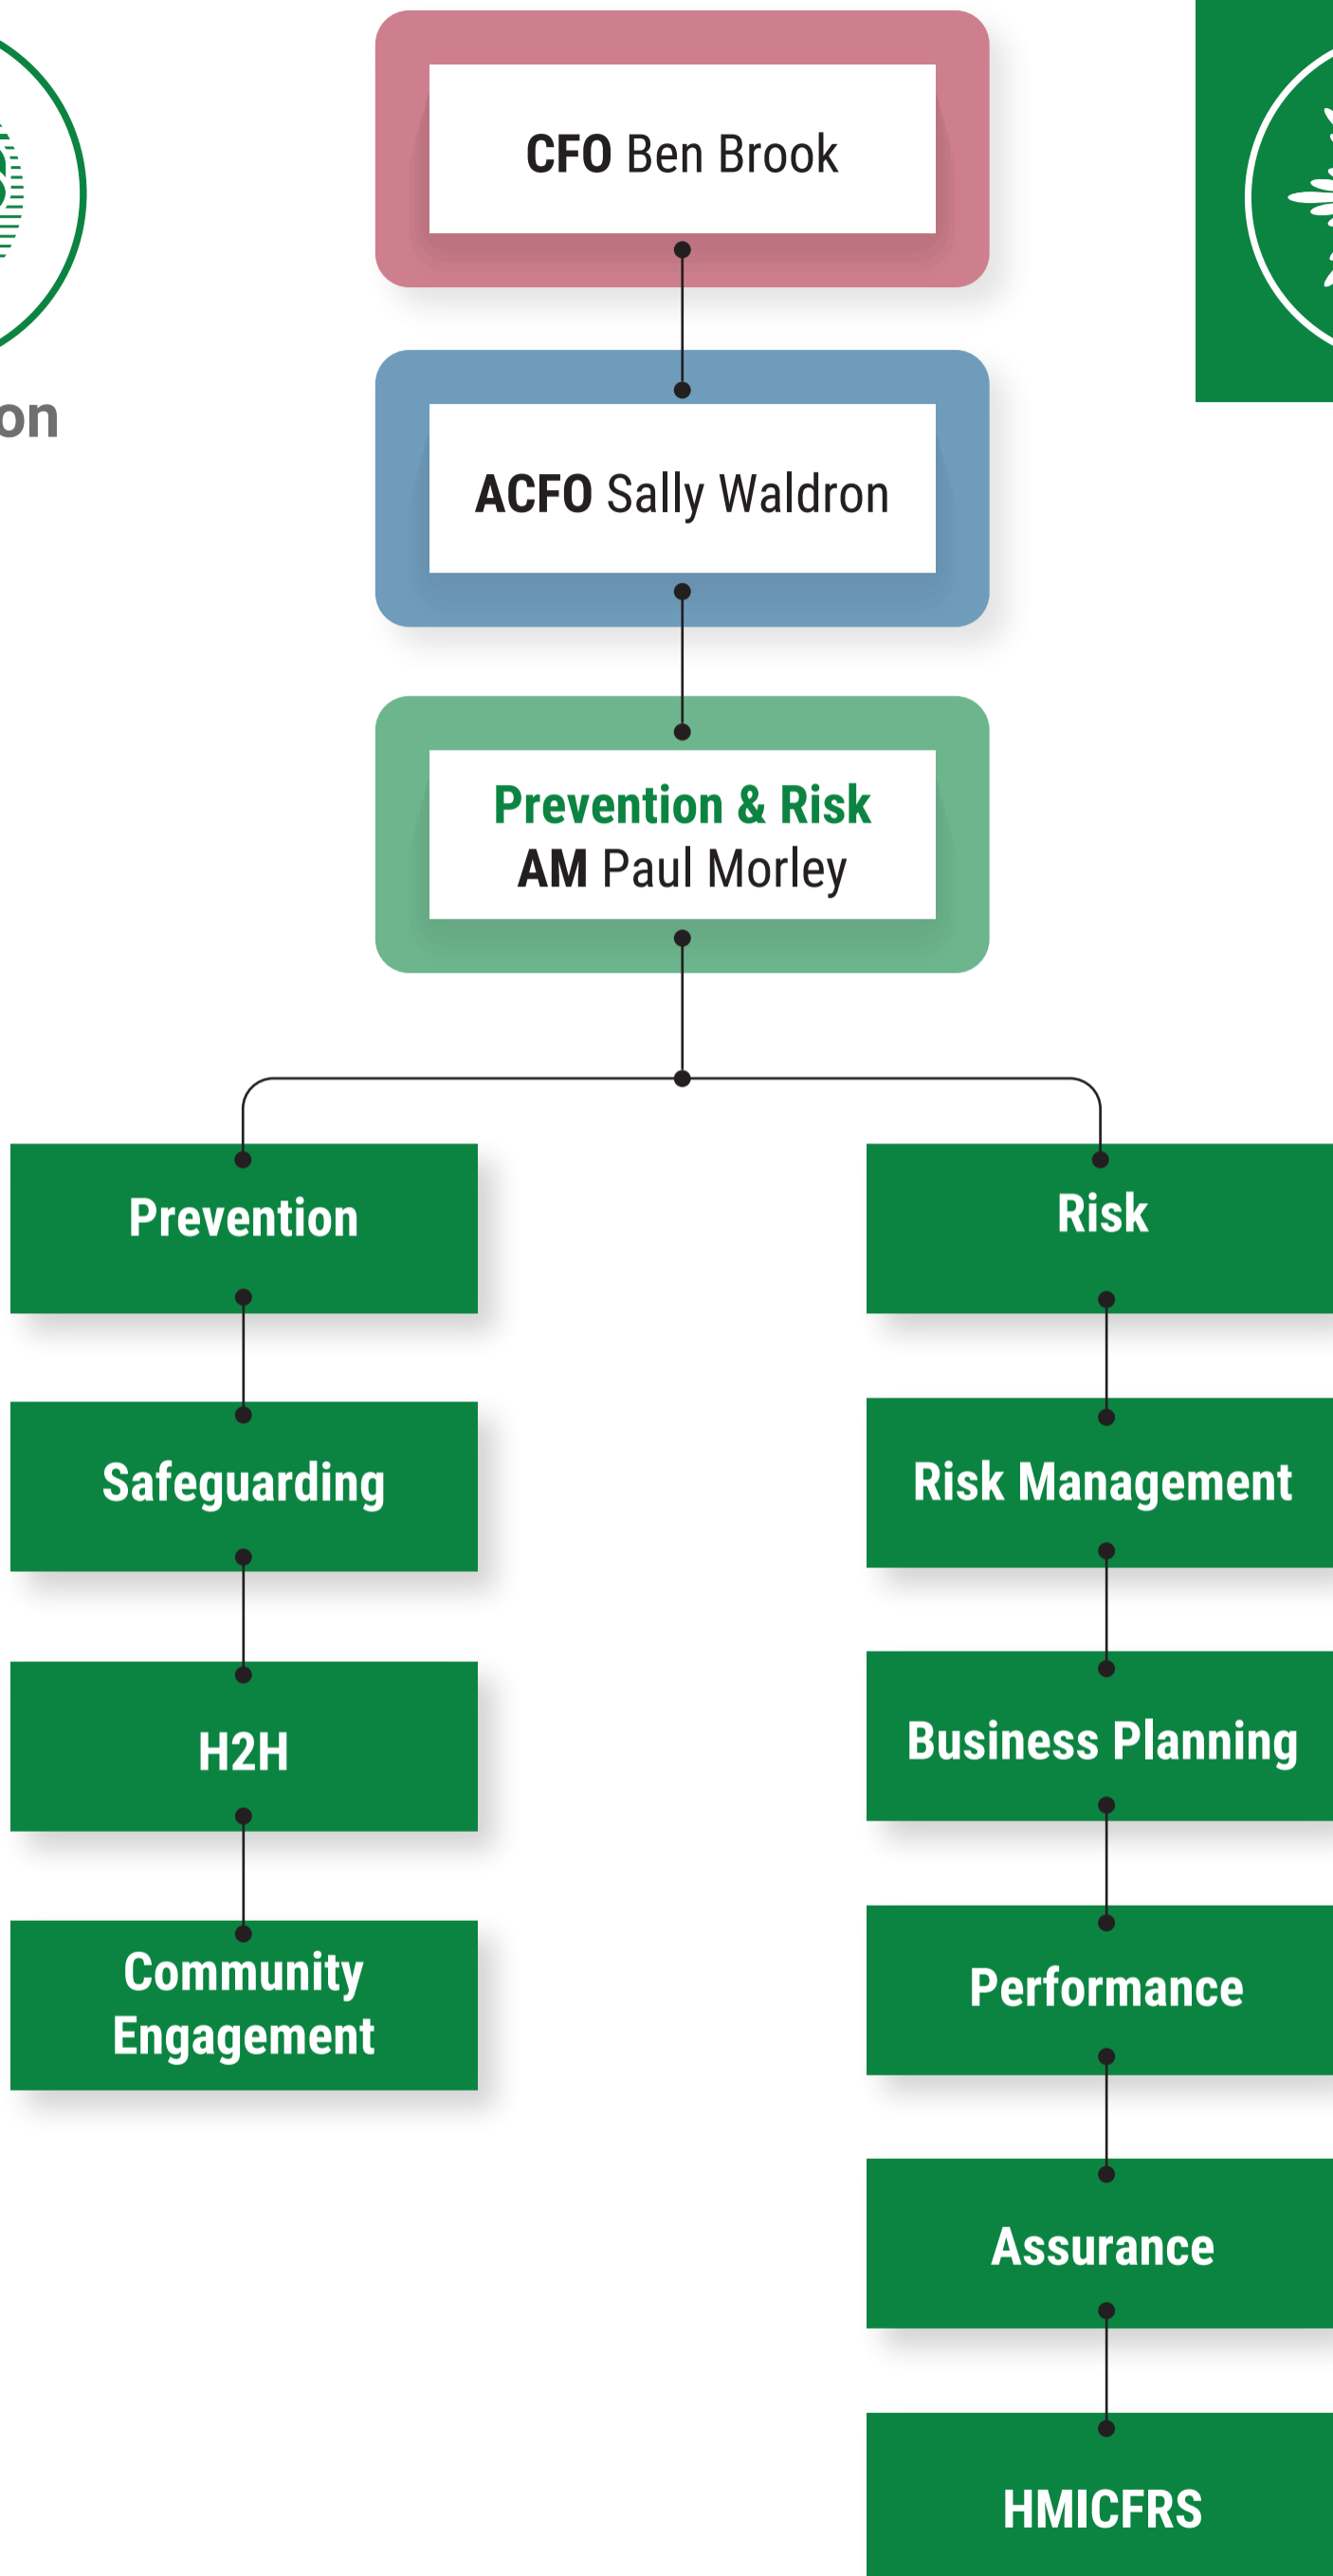 CFO Ben Brook
on
ACFO Sally Waldron
Prevention & Risk
AM Paul Morley
Prevention
Safeguarding
H2H
Community
Engagement
Risk
Risk Management
Business Planning
Performance
Assurance
HMICFRS